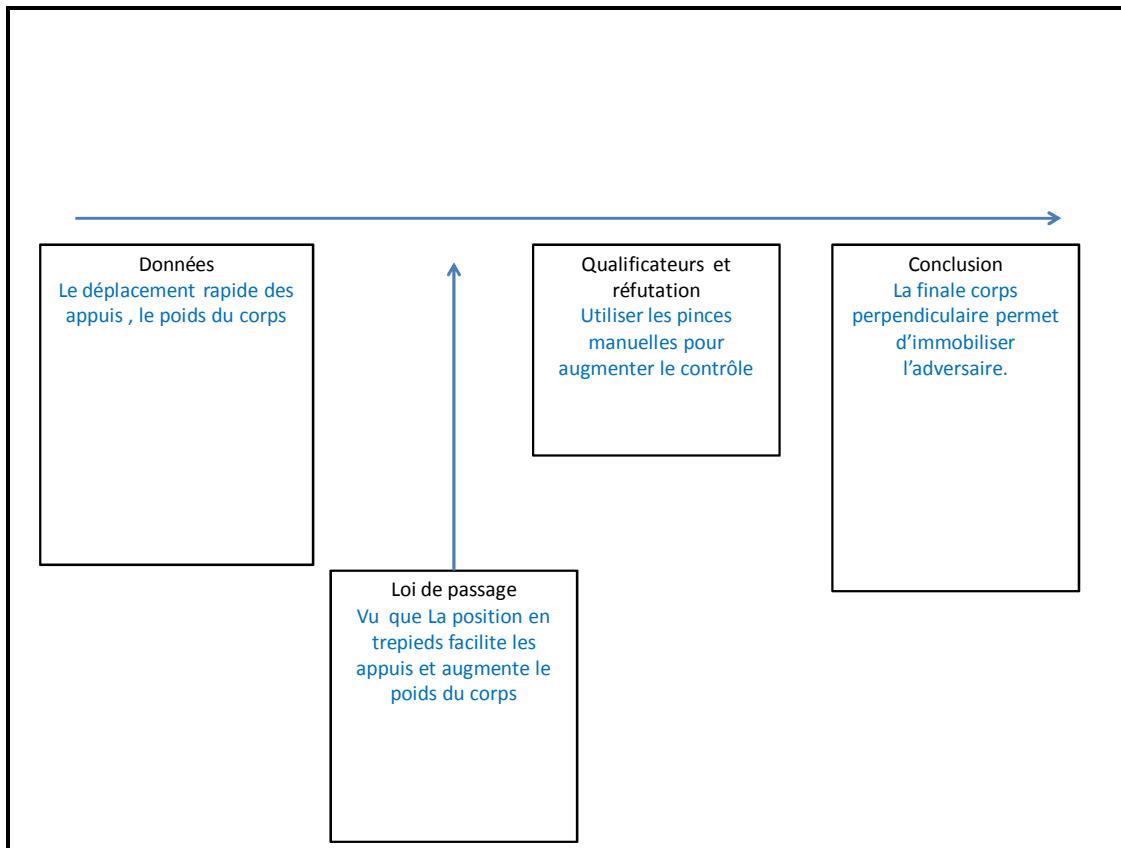 Données
Le déplacement rapide des
appuis , le poids du corps
Qualificateurs et
réfutation
Utiliser les pinces
manuelles pour
augmenter le contrôle
Conclusion
La finale corps
perpendiculaire permet
d’immobiliser
l’adversaire.
Loi de passage
Vu que La position en
trepieds facilite les
appuis et augmente le
poids du corps